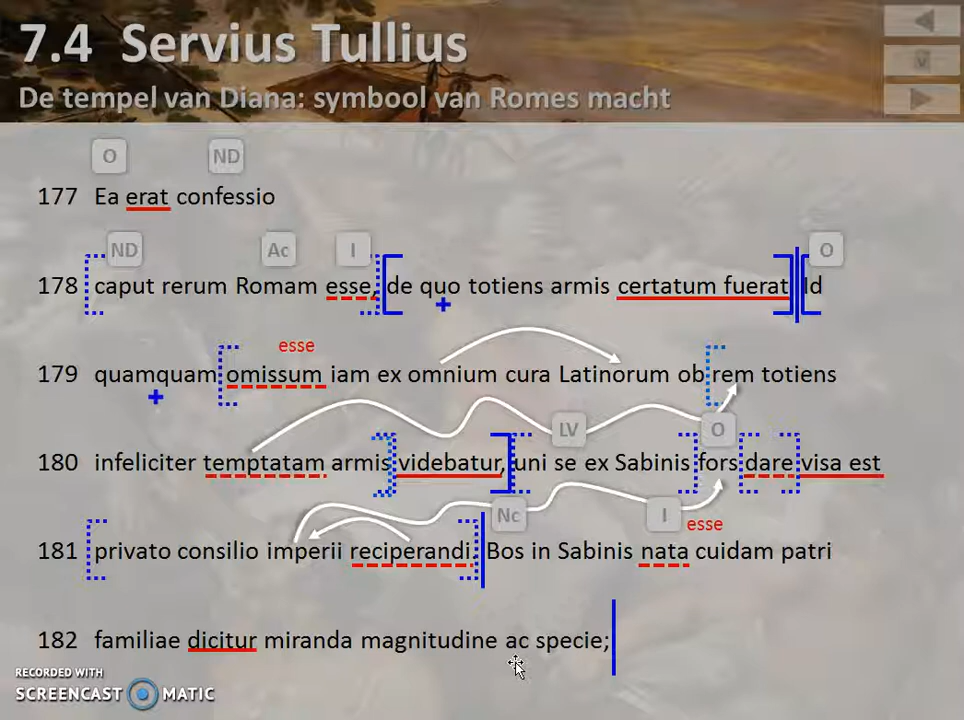 7.4 Servius Tullius
De tempel van Diana: symbool van Romes macht
V
O ND
177 Ea erat confessio
ND Ac I O
178 caput rerum Romam esse, de quo totiens armis certatum fuerat. Id
esse
179 quamquam omissum iam ex omnium cura Latinorum ob rem totiens
LV O
180 infeliciter temptatam armis videbatur, uni se ex Sabinis fors dare visa est
Nc I esse
181 privato consilio imperii reciperandi. Bos in Sabinis nata cuidam patri
182 familiae dicitur miranda magnitudine ac specie;
RECORDED WITH
SCREENCAST MATIC